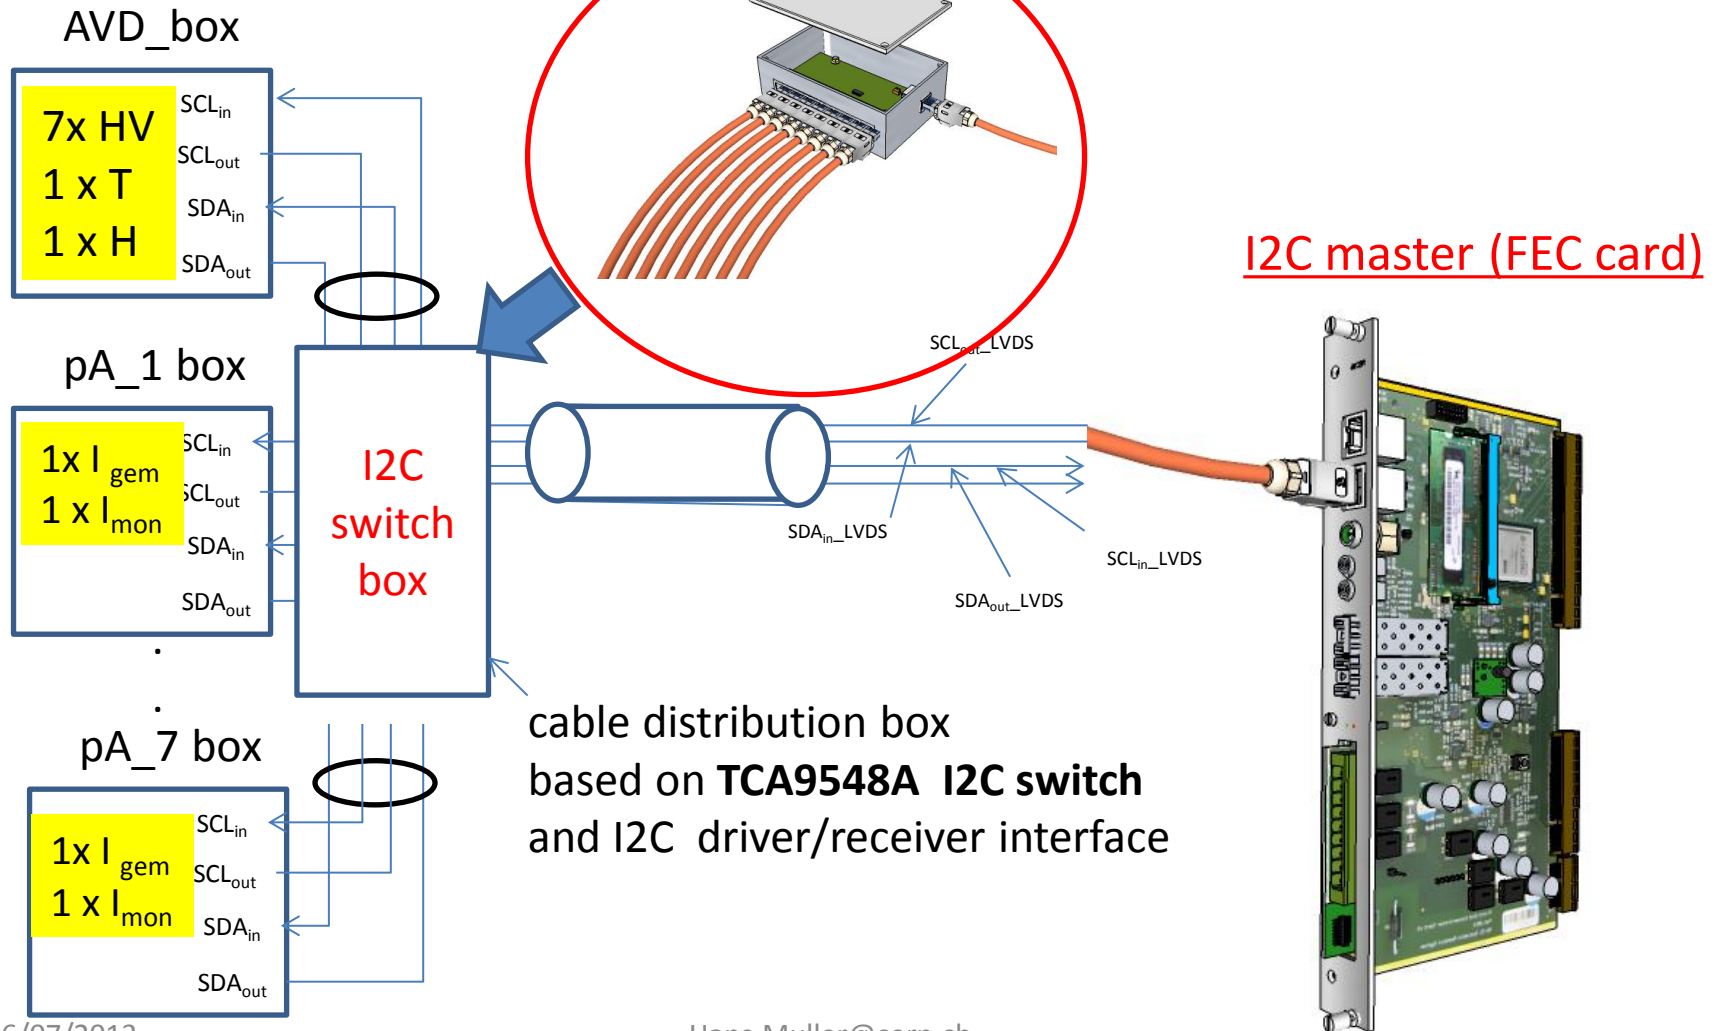 AVD_box
7x HV
1 x T
1 x H
SCLin
SCLout
SDAin
SDAout
I2C master (FEC card)
pA_1 box
1x I gem
1 x Imon
SCLin
SCLout
SDAin
SDAout
I2C
switch
box
SCLout_LVDS
SDAin_LVDS
SCLin_LVDS
SDAout_LVDS
.
.
pA_7 box
1x I gem
1 x Imon
SCLin
SCLout
SDAin
SDAout
cable distribution box
based on TCA9548A I2C switch
and I2C driver/receiver interface